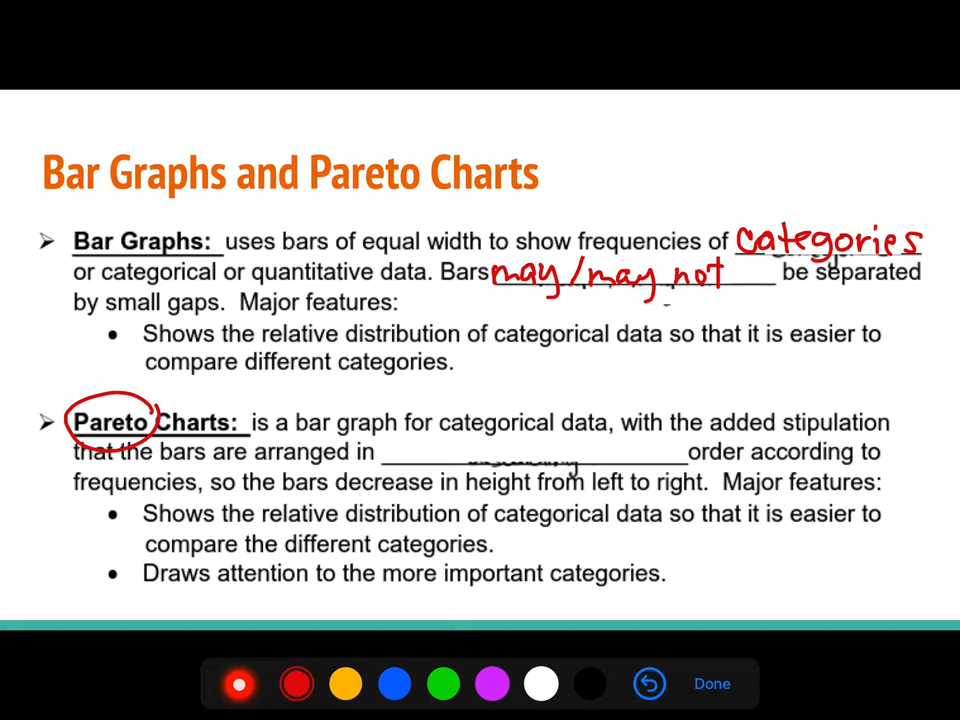 Bar Graphs and Pareto Charts
➢ Bar Graphs: uses bars of equal width to show frequencies of categories
or categorical or quantitative data. Bars may/may not be separated
by small gaps. Major features:
• Shows the relative distribution of categorical data so that it is easier to
compare different categories.
➢ Pareto Charts: is a bar graph for categorical data, with the added stipulation
that the bars are arranged in ____________ order according to
frequencies, so the bars decrease in height from left to right. Major features:
• Shows the relative distribution of categorical data so that it is easier to
compare the different categories.
• Draws attention to the more important categories.
Done